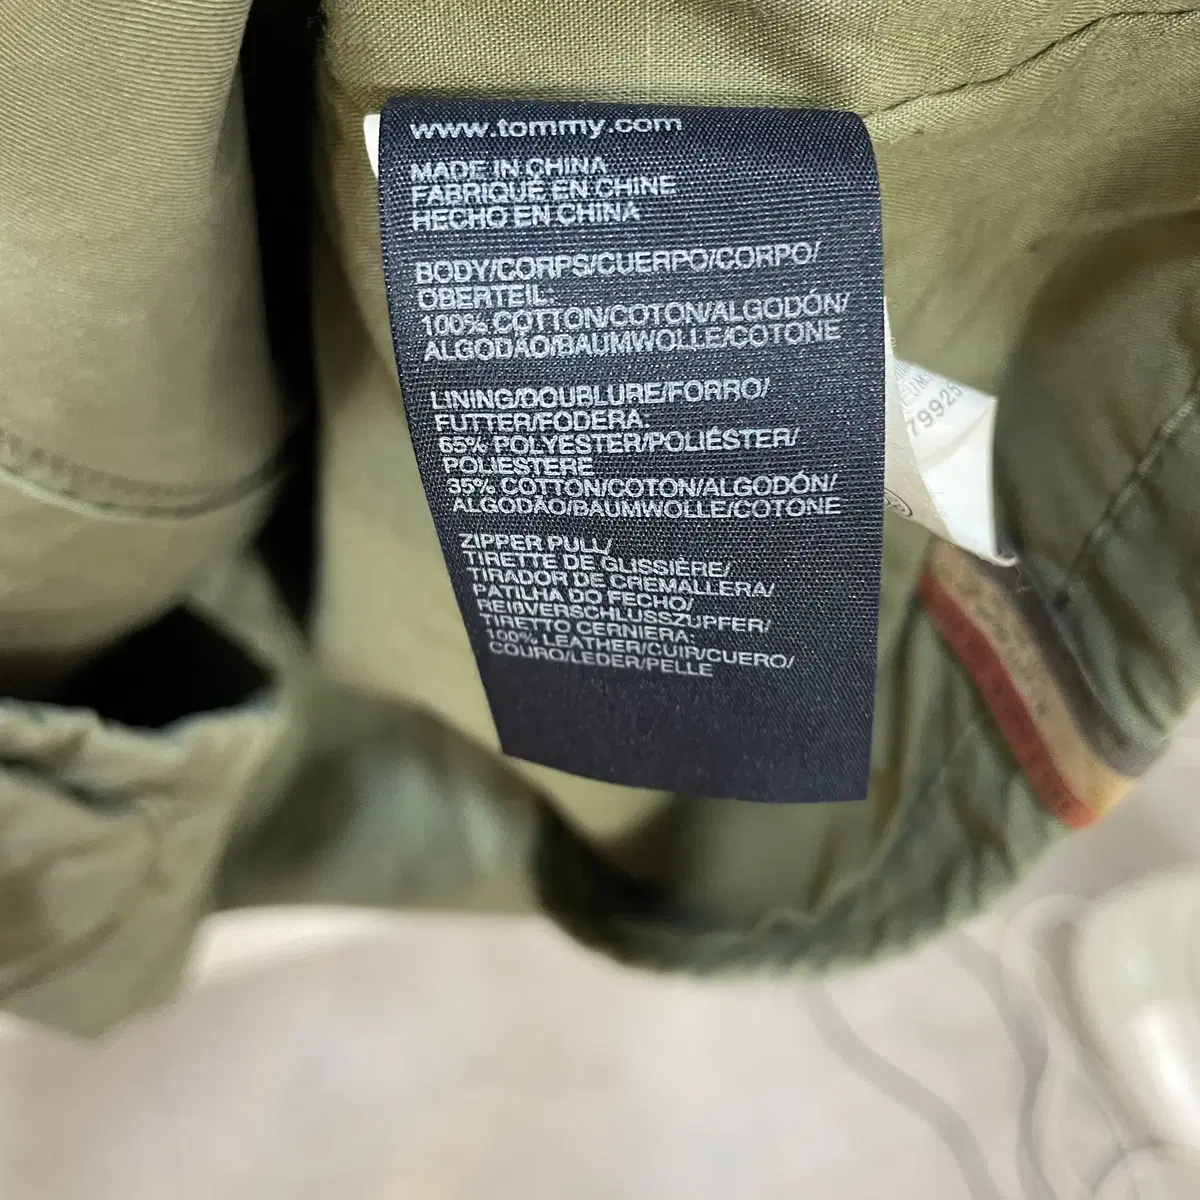 www.tommy.com
MADE IN CHINA
FABRIQUÉ EN CHINE
HECHO EN CHINA
BODY/CORPS/CUERPO/CORPO/
OBERTEIL:
100% COTTON/COTON/ALGODÓN/
ALGODÃO/BAUMWOLLE/COTONE
LINING/DOUBLURE/FORRO/
FUTTER/FODERA:
65% POLYESTER/POLIÉSTER/
POLIESTERE
35% COTTON/COTON/ALGODÓN/
ALGODÃO/BAUMWOLLE/COTONE
ZIPPER PULL/
TIRETTE DE GLISSIÈRE/
TIRADOR DE CREMALLERA/
PATILHA DO FECHO/
REIßVERSCHLUSSZUPFER/
TIRETTO CERNIERA:
100% LEATHER/CUIR/CUERO/
COURO/LEDER/PELLE
79925